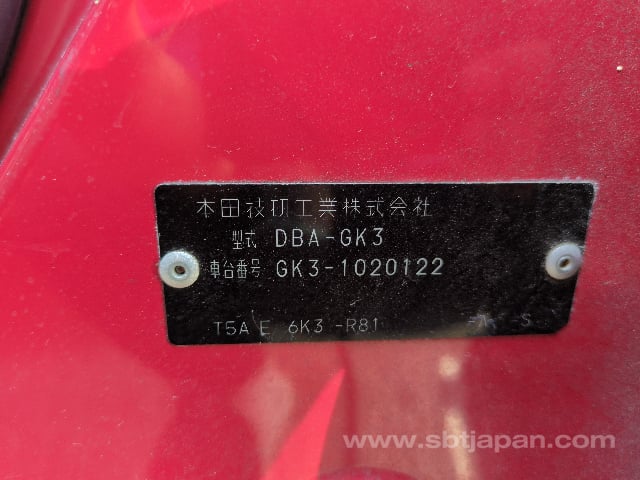 本田技研工業株式会社
型式 DBA-GK3
車台番号 GK3-1020122
T5A E 6K3 -R81 -S
www.sbtjapan.com